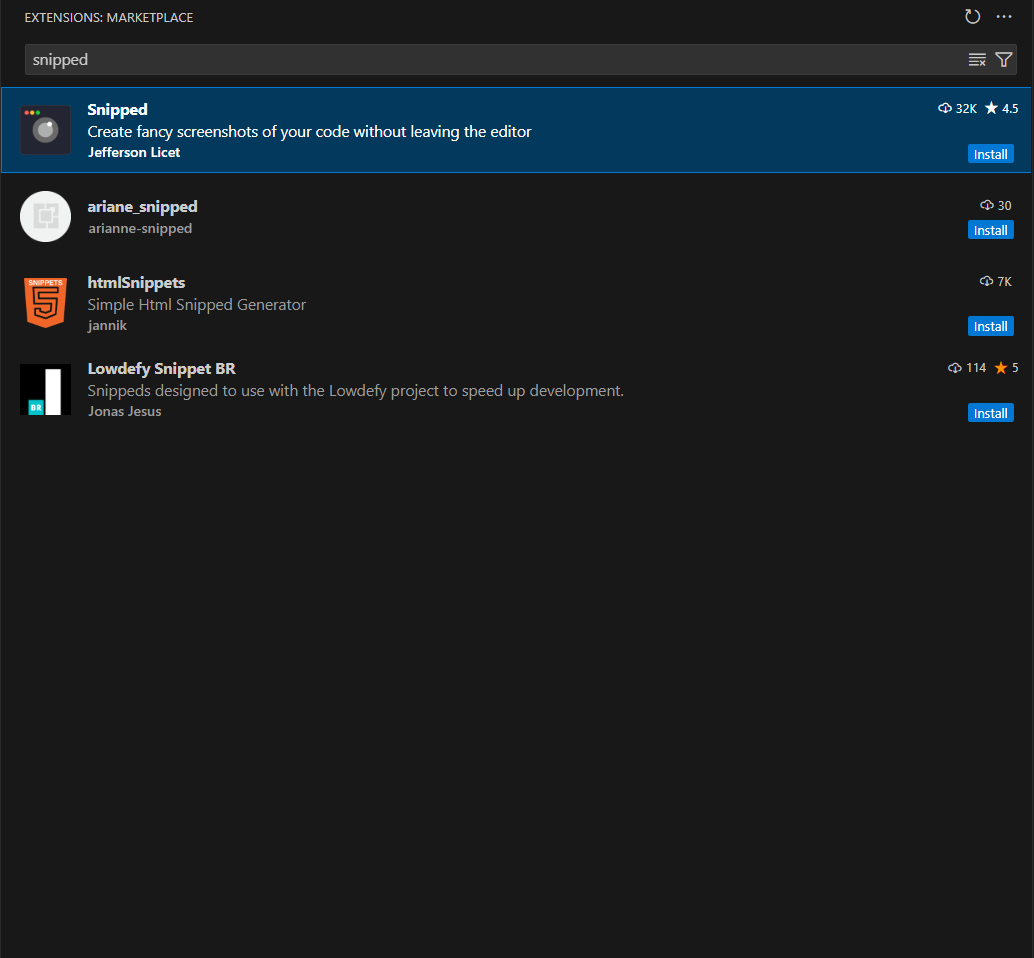 EXTENSIONS: MARKETPLACE
snipped
Snipped 32K 4.5
Create fancy screenshots of your code without leaving the editor
Jefferson Licet Install
ariane_snipped 30
arianne-snipped Install
SNIPPETS
htmlSnippets 7K
Simple Html Snipped Generator
jannik Install
Lowdefy Snippet BR 114 5
Snippeds designed to use with the Lowdefy project to speed up development.
BR
Jonas Jesus Install